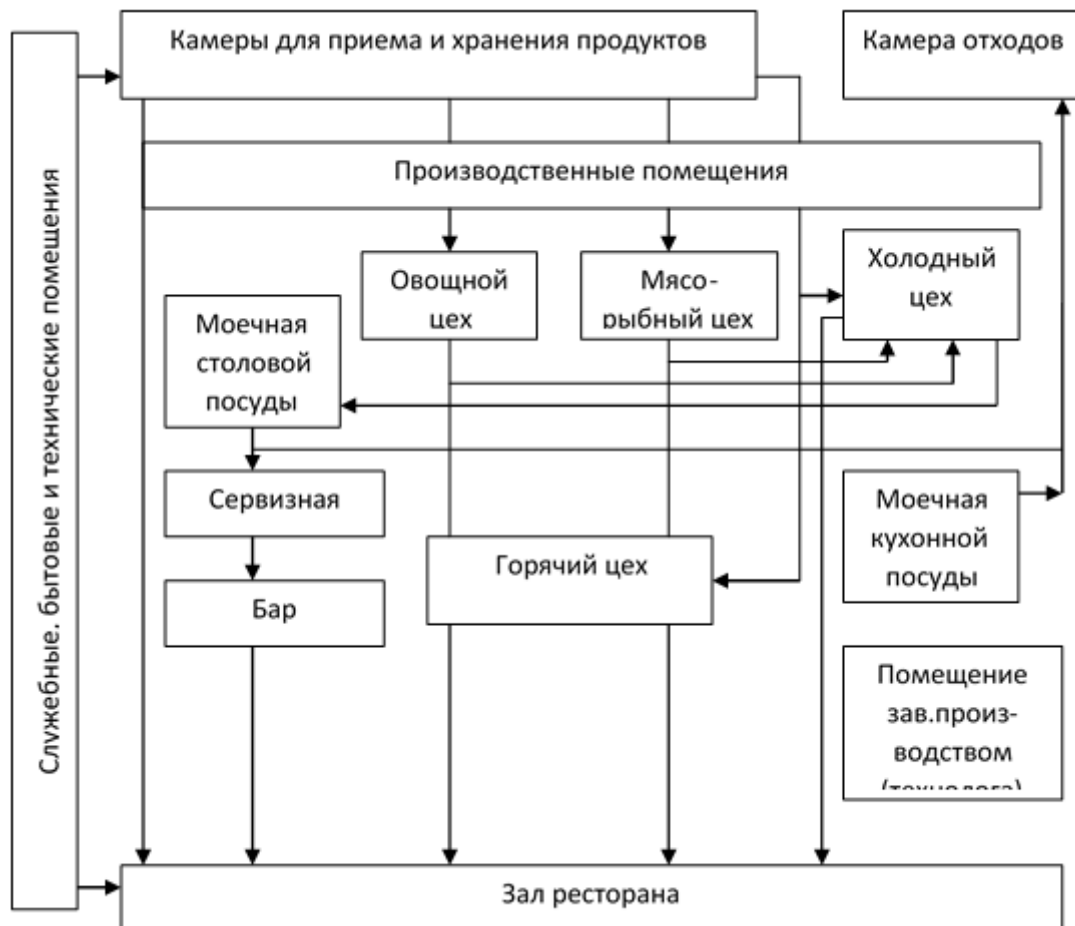 Служебные. бытовые и технические помещения
Камеры для приема и хранения продуктов
Камера отходов
Производственные помещения
Овощной
цех
Мясо-
рыбный цех
Холодный
цех
Моечная
столовой
посуды
Сервизная
Моечная
кухонной
посуды
Горячий цех
Бар
Помещение
зав.произ-
водством
(технолога)
Зал ресторана